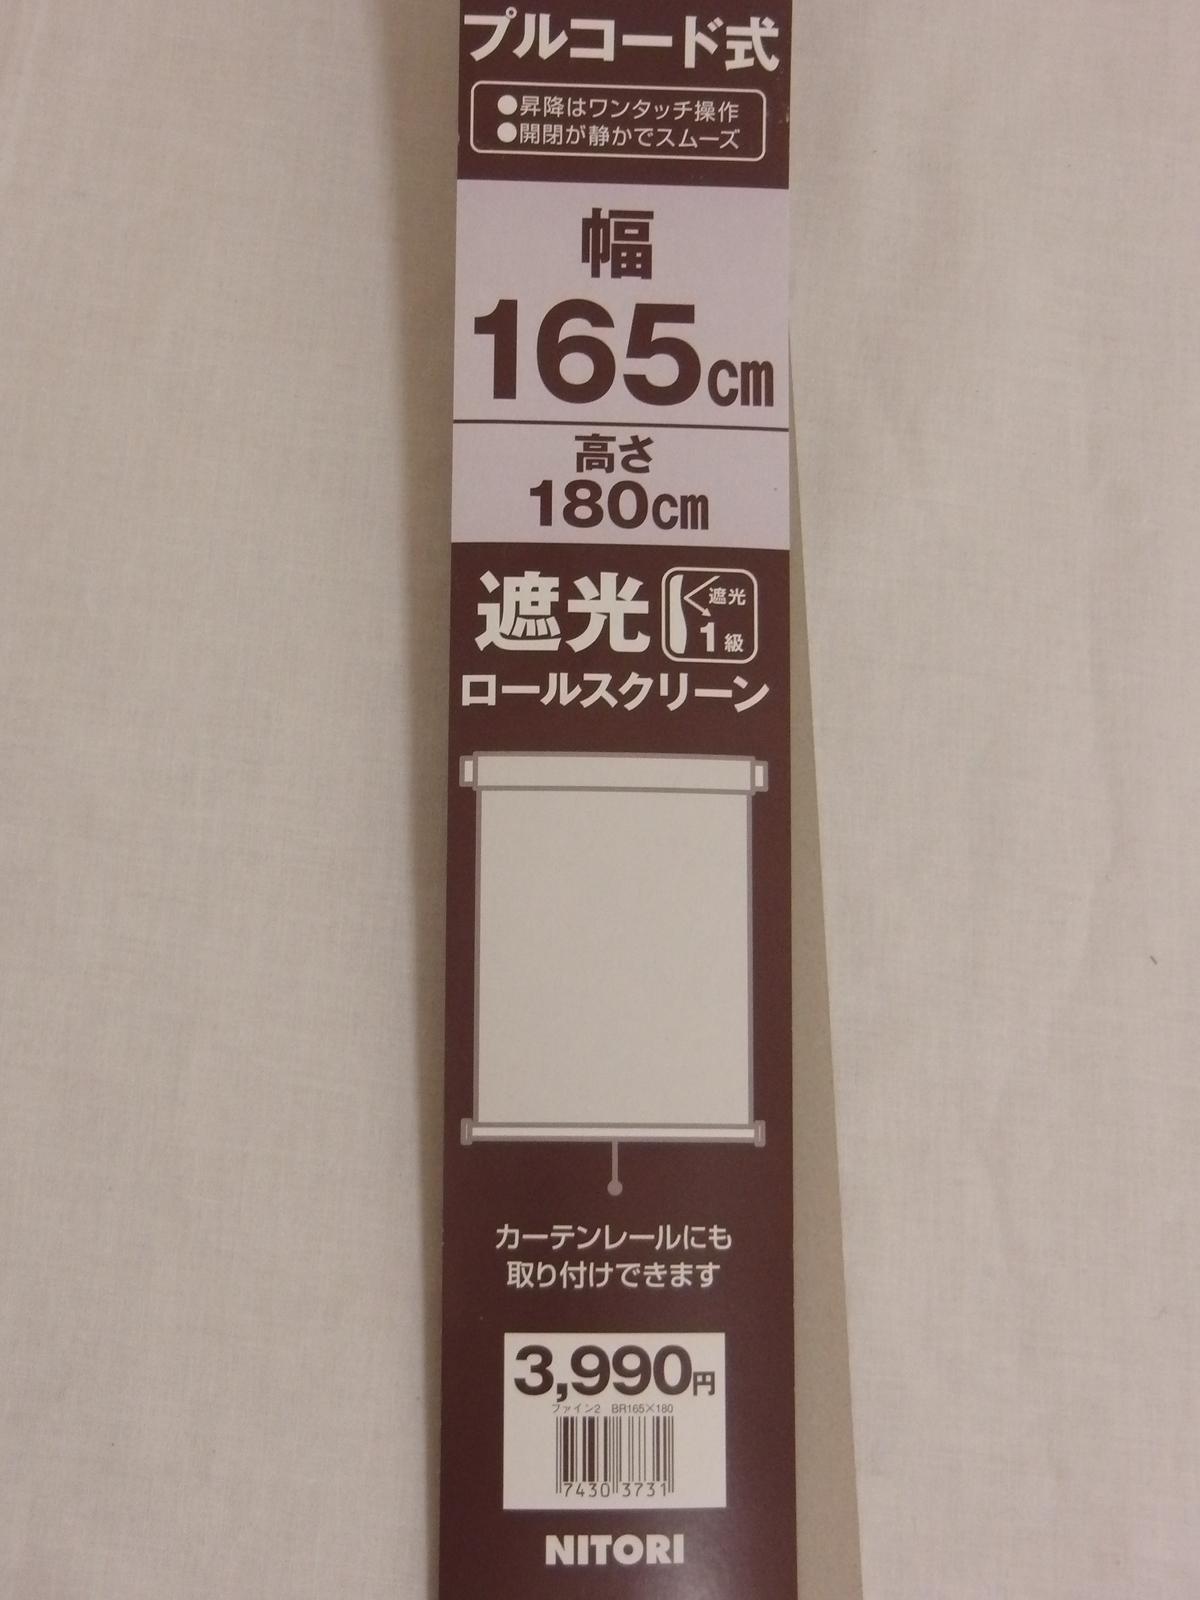 プルコード式
●昇降はワンタッチ操作
●開閉が静かでスムーズ
幅
165cm
高さ
180cm
遮光
遮光
1級
ロールスクリーン
カーテンレールにも
取り付けできます
3,990円
ファイン2 BR165×180
7430 3731
NITORI